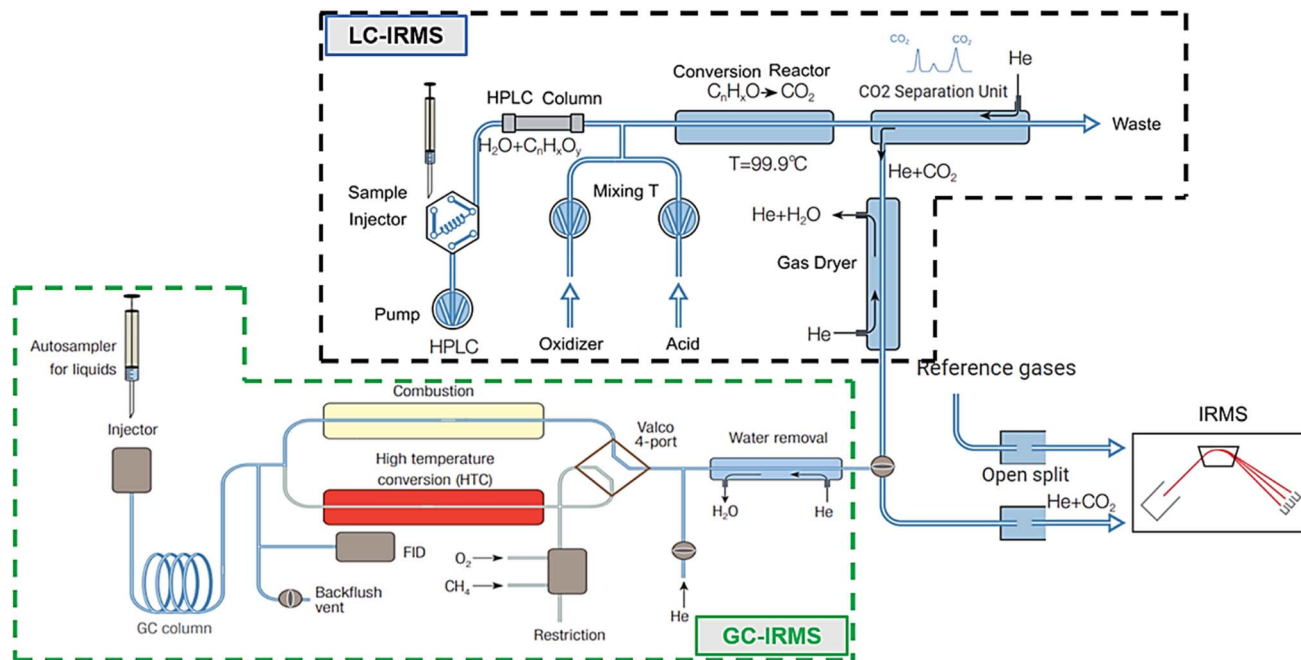 LC-IRMS
CO₂
CO₂
He
Conversion Reactor
CₙHₓO→CO₂
CO2 Separation Unit
HPLC Column
Waste
H₂O+CₙHₓOᵧ
T=99.9°C
He+CO₂
Sample
Injector
Mixing T
He+H₂O
Gas Dryer
Pump
HPLC
Oxidizer
Acid
He
Autosampler
for liquids
Reference gases
Combustion
IRMS
Injector
Valco
4-port
Water removal
High temperature
conversion (HTC)
Open split
H₂O
He
He+CO₂
FID
O₂
CH₄
Backflush
vent
He
GC column
Restriction
GC-IRMS